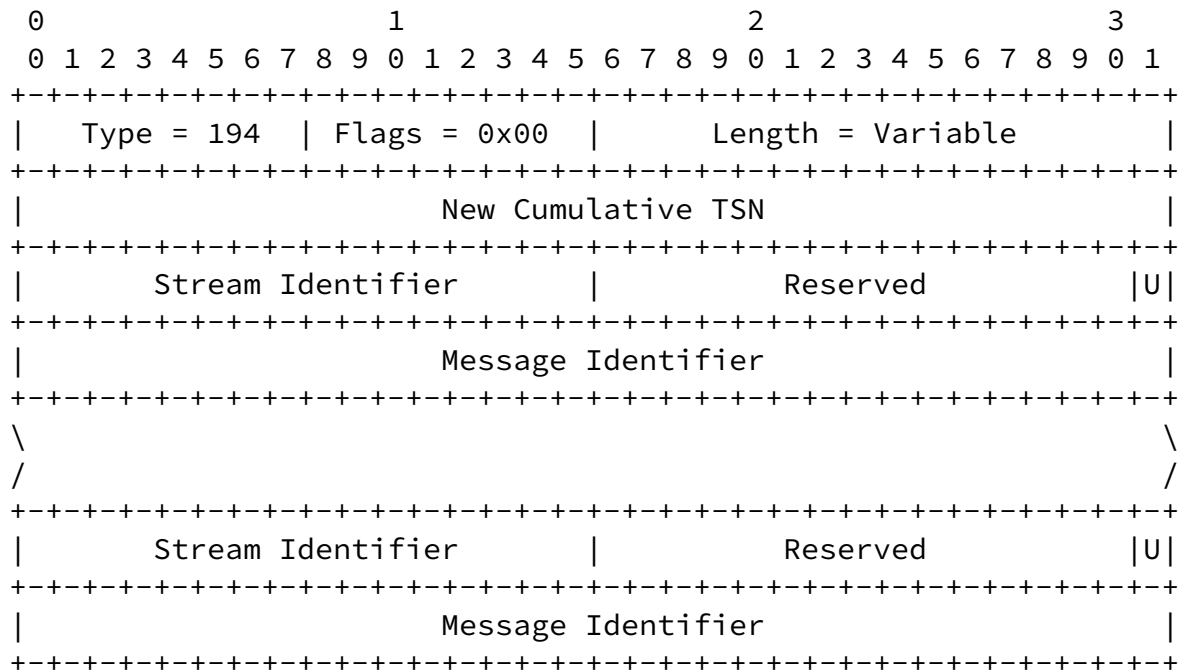 0                   1                   2                   3
 0 1 2 3 4 5 6 7 8 9 0 1 2 3 4 5 6 7 8 9 0 1 2 3 4 5 6 7 8 9 0 1
+-+-+-+-+-+-+-+-+-+-+-+-+-+-+-+-+-+-+-+-+-+-+-+-+-+-+-+-+-+-+-+-+
|   Type = 194  | Flags = 0x00  |      Length = Variable        |
+-+-+-+-+-+-+-+-+-+-+-+-+-+-+-+-+-+-+-+-+-+-+-+-+-+-+-+-+-+-+-+-+
|                       New Cumulative TSN                      |
+-+-+-+-+-+-+-+-+-+-+-+-+-+-+-+-+-+-+-+-+-+-+-+-+-+-+-+-+-+-+-+-+
|       Stream Identifier       |          Reserved           |U|
+-+-+-+-+-+-+-+-+-+-+-+-+-+-+-+-+-+-+-+-+-+-+-+-+-+-+-+-+-+-+-+-+
|                       Message Identifier                      |
+-+-+-+-+-+-+-+-+-+-+-+-+-+-+-+-+-+-+-+-+-+-+-+-+-+-+-+-+-+-+-+-+
\                                                               \
/                                                               /
+-+-+-+-+-+-+-+-+-+-+-+-+-+-+-+-+-+-+-+-+-+-+-+-+-+-+-+-+-+-+-+-+
|       Stream Identifier       |          Reserved           |U|
+-+-+-+-+-+-+-+-+-+-+-+-+-+-+-+-+-+-+-+-+-+-+-+-+-+-+-+-+-+-+-+-+
|                       Message Identifier                      |
+-+-+-+-+-+-+-+-+-+-+-+-+-+-+-+-+-+-+-+-+-+-+-+-+-+-+-+-+-+-+-+-+